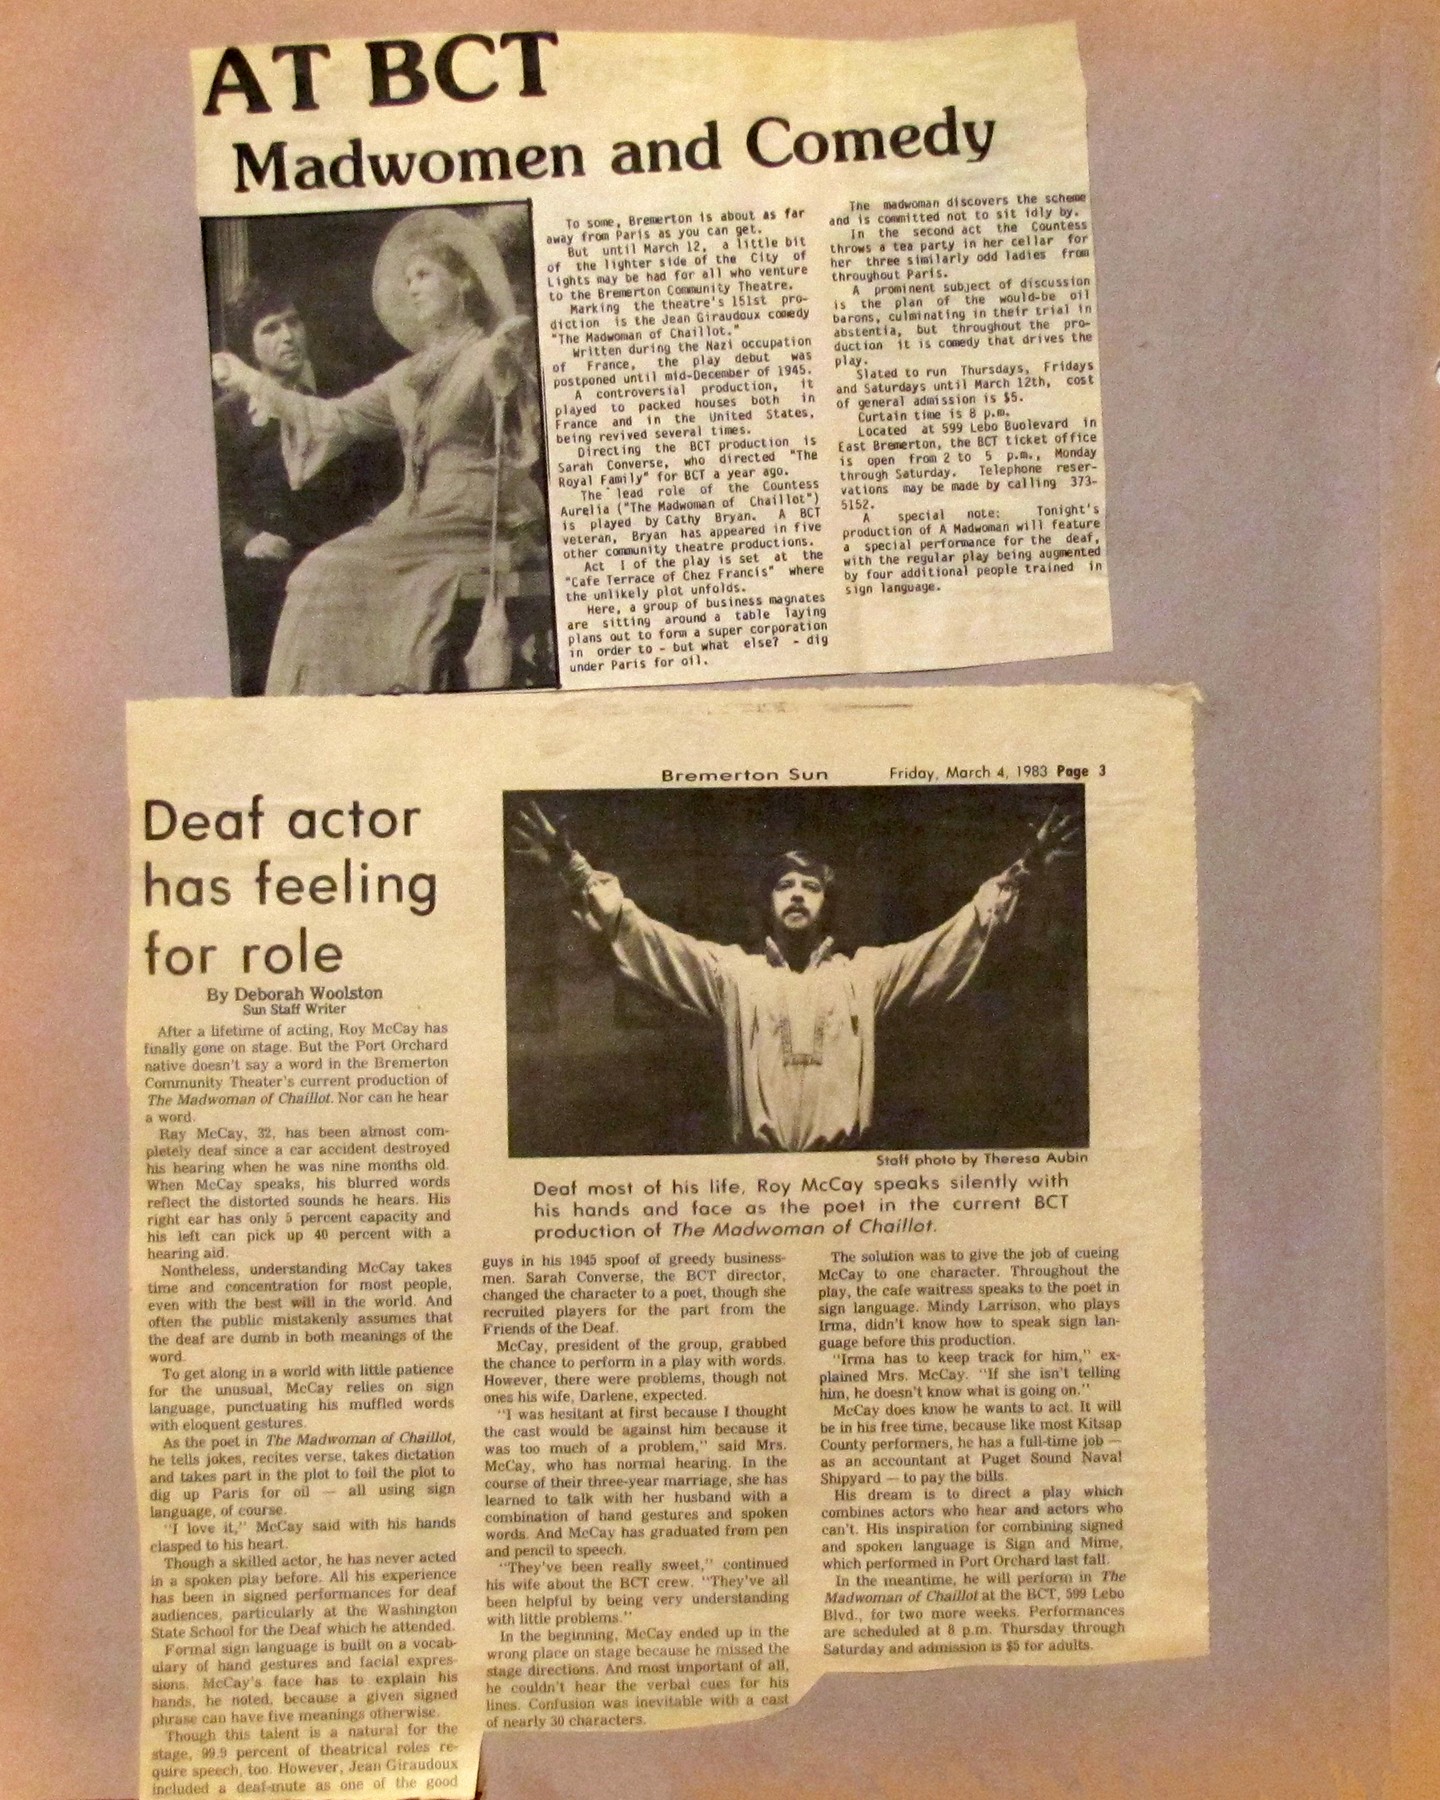 AT BCT
Madwomen and Comedy
To some, Bremerton is about as far
away from Paris as you can get.
But until March 12, a little bit
of the lighter side of the City of
Lights may be had for all who venture
to the Bremerton Community Theatre.
Marking the theatre's 151st pro-
diction is the Jean Giraudoux comedy
"The Madwoman of Chaillot."
Written during the Nazi occupation
of France, the play debut was
postponed until mid-December of 1945.
A controversial production, it
played to packed houses both in
France and in the United States,
being revived several times.
Directing the BCT production is
Sarah Converse, who directed "The
Royal Family" for BCT a year ago.
The lead role of the Countess
Aurelia ("The Madwoman of Chaillot")
is played by Cathy Bryan. A BCT
veteran, Bryan has appeared in five
other community theatre productions.
Act I of the play is set at the
"Cafe Terrace of Chez Francis" where
the unlikely plot unfolds.
Here, a group of business magnates
are sitting around a table laying
plans out to form a super corporation
in order to - but what else? - dig
under Paris for oil.
The madwoman discovers the scheme
and is committed not to sit idly by.
In the second act the Countess
throws a tea party in her cellar for
her three similarly odd ladies from
throughout Paris.
A prominent subject of discussion
is the plan of the would-be oil
barons, culminating in their trial in
abstentia, but throughout the pro-
duction it is comedy that drives the
play.
Slated to run Thursdays, Fridays
and Saturdays until March 12th, cost
of general admission is $5.
Curtain time is 8 p.m.
Located at 599 Lebo Buolevard in
East Bremerton, the BCT ticket office
is open from 2 to 5 p.m., Monday
through Saturday. Telephone reser-
vations may be made by calling 373-
5152.
A special note: Tonight's
production of A Madwoman will feature
a special performance for the deaf,
with the regular play being augmented
by four additional people trained in
sign language.
Bremerton Sun Friday, March 4, 1983 Page 3
Deaf actor
has feeling
for role
By Deborah Woolston
Sun Staff Writer
After a lifetime of acting, Roy McCay has
finally gone on stage. But the Port Orchard
native doesn't say a word in the Bremerton
Community Theater's current production of
The Madwoman of Chaillot. Nor can he hear
a word.
Ray McCay, 32, has been almost com-
pletely deaf since a car accident destroyed
his hearing when he was nine months old.
When McCay speaks, his blurred words
reflect the distorted sounds he hears. His
right ear has only 5 percent capacity and
his left can pick up 40 percent with a
hearing aid.
Nontheless, understanding McCay takes
time and concentration for most people,
even with the best will in the world. And
often the public mistakenly assumes that
the deaf are dumb in both meanings of the
word.
To get along in a world with little patience
for the unusual, McCay relies on sign
language, punctuating his muffled words
with eloquent gestures.
As the poet in The Madwoman of Chaillot,
he tells jokes, recites verse, takes dictation
and takes part in the plot to foil the plot to
dig up Paris for oil — all using sign
language, of course.
"I love it," McCay said with his hands
clasped to his heart.
Though a skilled actor, he has never acted
in a spoken play before. All his experience
has been in signed performances for deaf
audiences, particularly at the Washington
State School for the Deaf which he attended.
Formal sign language is built on a vocab-
ulary of hand gestures and facial expres-
sions. McCay's face has to explain his
hands, he noted, because a given signed
phrase can have five meanings otherwise.
Though this talent is a natural for the
stage, 99.9 percent of theatrical roles re-
quire speech, too. However, Jean Giraudoux
included a deaf-mute as one of the good
Staff photo by Theresa Aubin
Deaf most of his life, Roy McCay speaks silently with
his hands and face as the poet in the current BCT
production of The Madwoman of Chaillot.
guys in his 1945 spoof of greedy business-
men. Sarah Converse, the BCT director,
changed the character to a poet, though she
recruited players for the part from the
Friends of the Deaf.
McCay, president of the group, grabbed
the chance to perform in a play with words.
However, there were problems, though not
ones his wife, Darlene, expected.
"I was hesitant at first because I thought
the cast would be against him because it
was too much of a problem," said Mrs.
McCay, who has normal hearing. In the
course of their three-year marriage, she has
learned to talk with her husband with a
combination of hand gestures and spoken
words. And McCay has graduated from pen
and pencil to speech.
"They've been really sweet," continued
his wife about the BCT crew. "They've all
been helpful by being very understanding
with little problems."
In the beginning, McCay ended up in the
wrong place on stage because he missed the
stage directions. And most important of all,
he couldn't hear the verbal cues for his
lines. Confusion was inevitable with a cast
of nearly 30 characters.
The solution was to give the job of cueing
McCay to one character. Throughout the
play, the cafe waitress speaks to the poet in
sign language. Mindy Larrison, who plays
Irma, didn't know how to speak sign lan-
guage before this production.
"Irma has to keep track for him," ex-
plained Mrs. McCay. "If she isn't telling
him, he doesn't know what is going on."
McCay does know he wants to act. It will
be in his free time, because like most Kitsap
County performers, he has a full-time job —
as an accountant at Puget Sound Naval
Shipyard — to pay the bills.
His dream is to direct a play which
combines actors who hear and actors who
can't. His inspiration for combining signed
and spoken language is Sign and Mime,
which performed in Port Orchard last fall.
In the meantime, he will perform in The
Madwoman of Chaillot at the BCT, 599 Lebo
Blvd., for two more weeks. Performances
are scheduled at 8 p.m. Thursday through
Saturday and admission is $5 for adults.